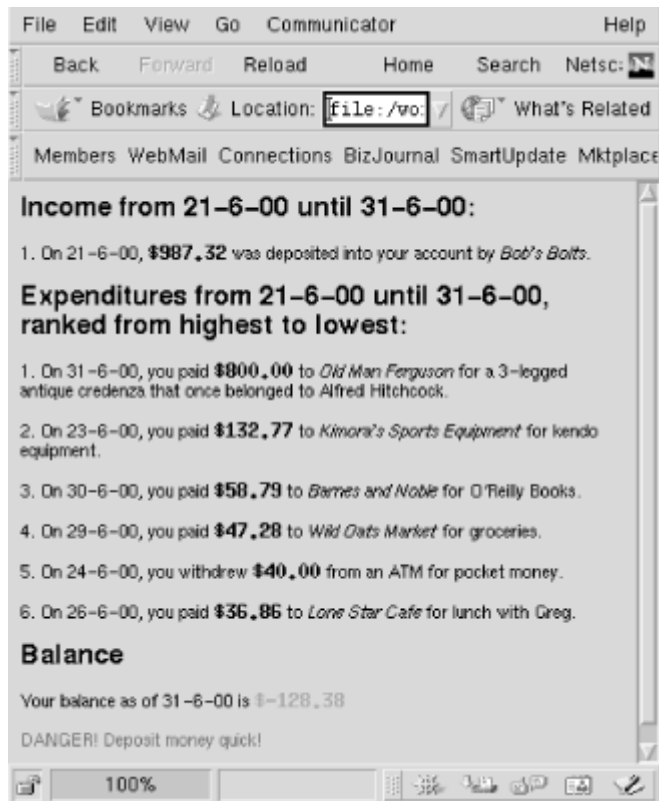 File Edit View Go Communicator Help
Back Forward Reload Home Search Netsc:
Bookmarks Location: file:/wo: What's Related
Members WebMail Connections BizJournal SmartUpdate Mktplace
Income from 21-6-00 until 31-6-00:
1. On 21-6-00, $987.32 was deposited into your account by Bob's Bolts.
Expenditures from 21-6-00 until 31-6-00,
ranked from highest to lowest:
1. On 31-6-00, you paid $800.00 to Old Man Ferguson for a 3-legged
antique credenza that once belonged to Alfred Hitchcock.
2. On 23-6-00, you paid $132.77 to Kimora's Sports Equipment for kendo
equipment.
3. On 30-6-00, you paid $58.79 to Barnes and Noble for O'Reilly Books.
4. On 29-6-00, you paid $47.28 to Wild Oats Market for groceries.
5. On 24-6-00, you withdrew $40.00 from an ATM for pocket money.
6. On 26-6-00, you paid $36.86 to Lone Star Cafe for lunch with Greg.
Balance
Your balance as of 31-6-00 is $-128.38
DANGER! Deposit money quick!
100%